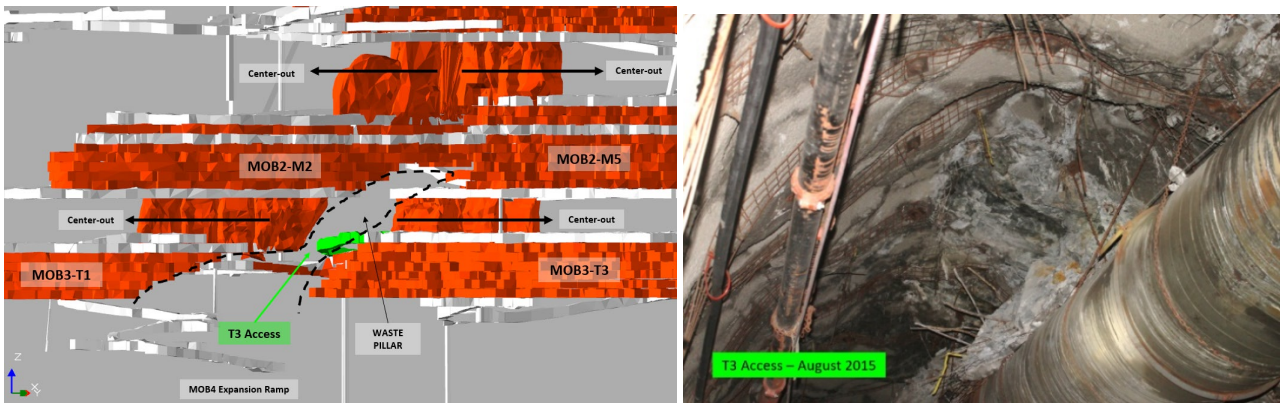 Center-out
Center-out
MOB2-M2
MOB2-M5
Center-out
Center-out
MOB3-T1
MOB3-T3
T3 Access
WASTE
PILLAR
MOB4 Expansion Ramp
Z
T3 Access – August 2015